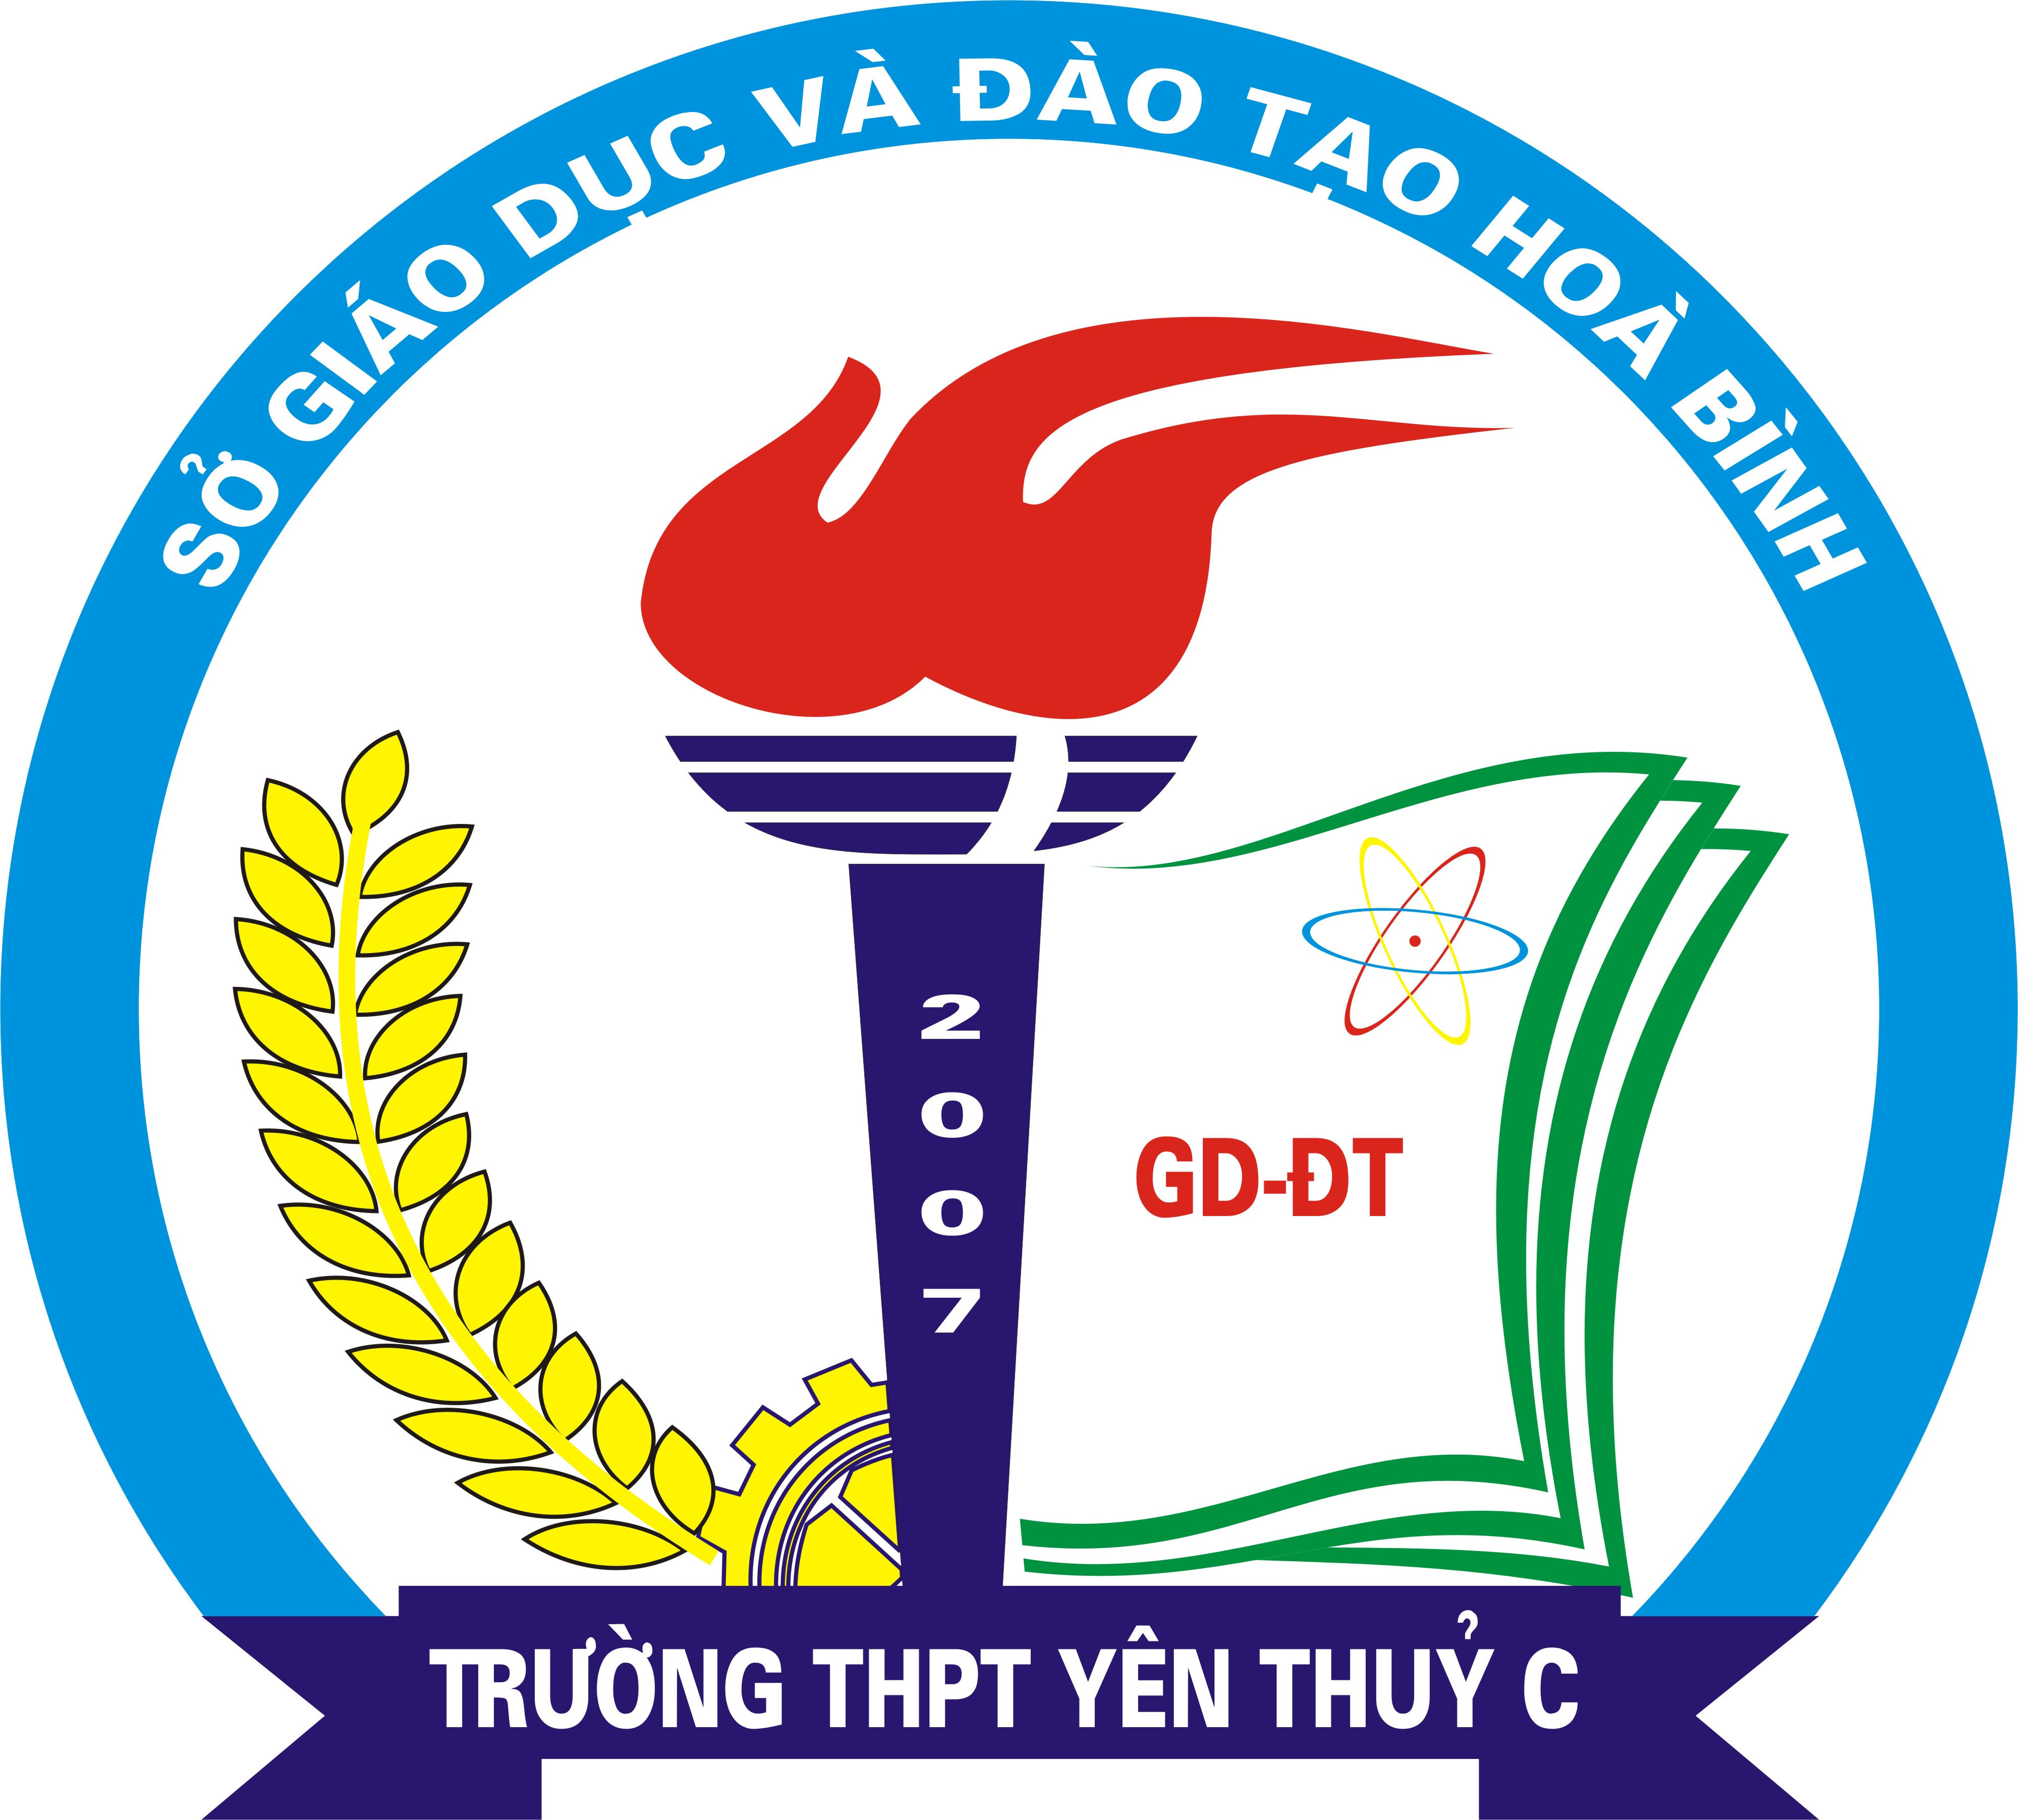 SỞ GIÁO DỤC VÀ ĐÀO TẠO HOÀ BÌNH
2007
GD-ĐT
TRƯỜNG THPT YÊN THUỶ C